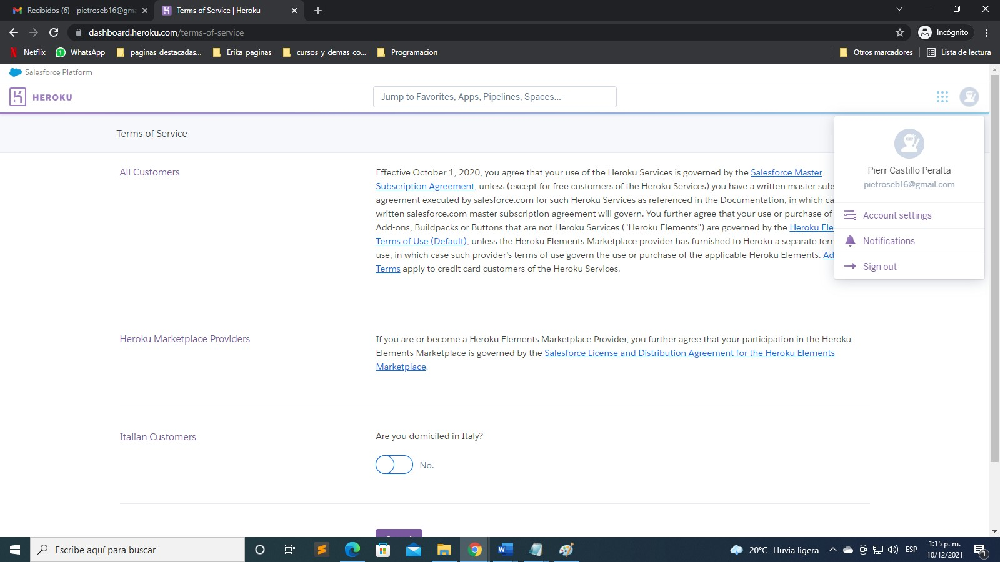 Recibidos (6) - pietroseb16@gma
Terms of Service | Heroku
dashboard.heroku.com/terms-of-service
Incógnito
Netflix
WhatsApp
paginas_destacadas...
Erika_paginas
cursos_y_demas_co...
Programacion
Otros marcadores
Lista de lectura
Salesforce Platform
HEROKU
Jump to Favorites, Apps, Pipelines, Spaces...
Terms of Service
Pierr Castillo Peralta
pietroseb16@gmail.com
Account settings
Notifications
Sign out
All Customers
Effective October 1, 2020, you agree that your use of the Heroku Services is governed by the Salesforce Master
Subscription Agreement, unless (except for free customers of the Heroku Services) you have a written master subs
agreement executed by salesforce.com for such Heroku Services as referenced in the Documentation, in which ca
written salesforce.com master subscription agreement will govern. You further agree that your use or purchase of
Add-ons, Buildpacks or Buttons that are not Heroku Services ("Heroku Elements") are governed by the Heroku Ele
Terms of Use (Default), unless the Heroku Elements Marketplace provider has furnished to Heroku a separate term
use, in which case such provider's terms of use govern the use or purchase of the applicable Heroku Elements. Ad
Terms apply to credit card customers of the Heroku Services.
Heroku Marketplace Providers
If you are or become a Heroku Elements Marketplace Provider, you further agree that your participation in the Heroku
Elements Marketplace is governed by the Salesforce License and Distribution Agreement for the Heroku Elements
Marketplace.
Italian Customers
Are you domiciled in Italy?
No.
Escribe aquí para buscar
20°C Lluvia ligera
ESP
1:15 p. m.
10/12/2021
1